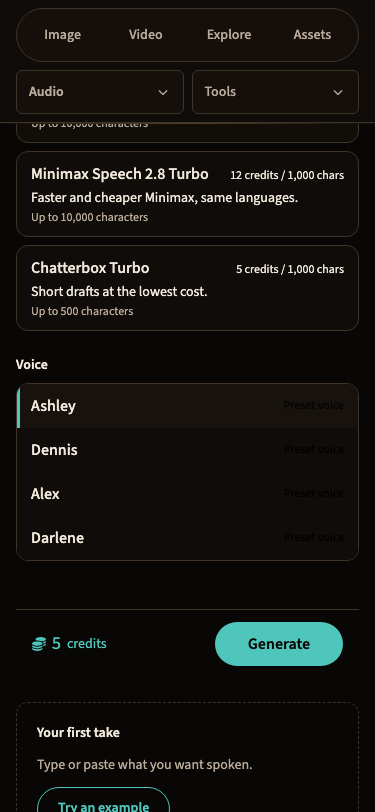 Image Video Explore Assets
Audio Tools
Up to 10,000 characters
Minimax Speech 2.8 Turbo 12 credits / 1,000 chars
Faster and cheaper Minimax, same languages.
Up to 10,000 characters
Chatterbox Turbo 5 credits / 1,000 chars
Short drafts at the lowest cost.
Up to 500 characters
Voice
Ashley Preset voice
Dennis Preset voice
Alex Preset voice
Darlene Preset voice
5 credits Generate
Your first take
Type or paste what you want spoken.
Try an example